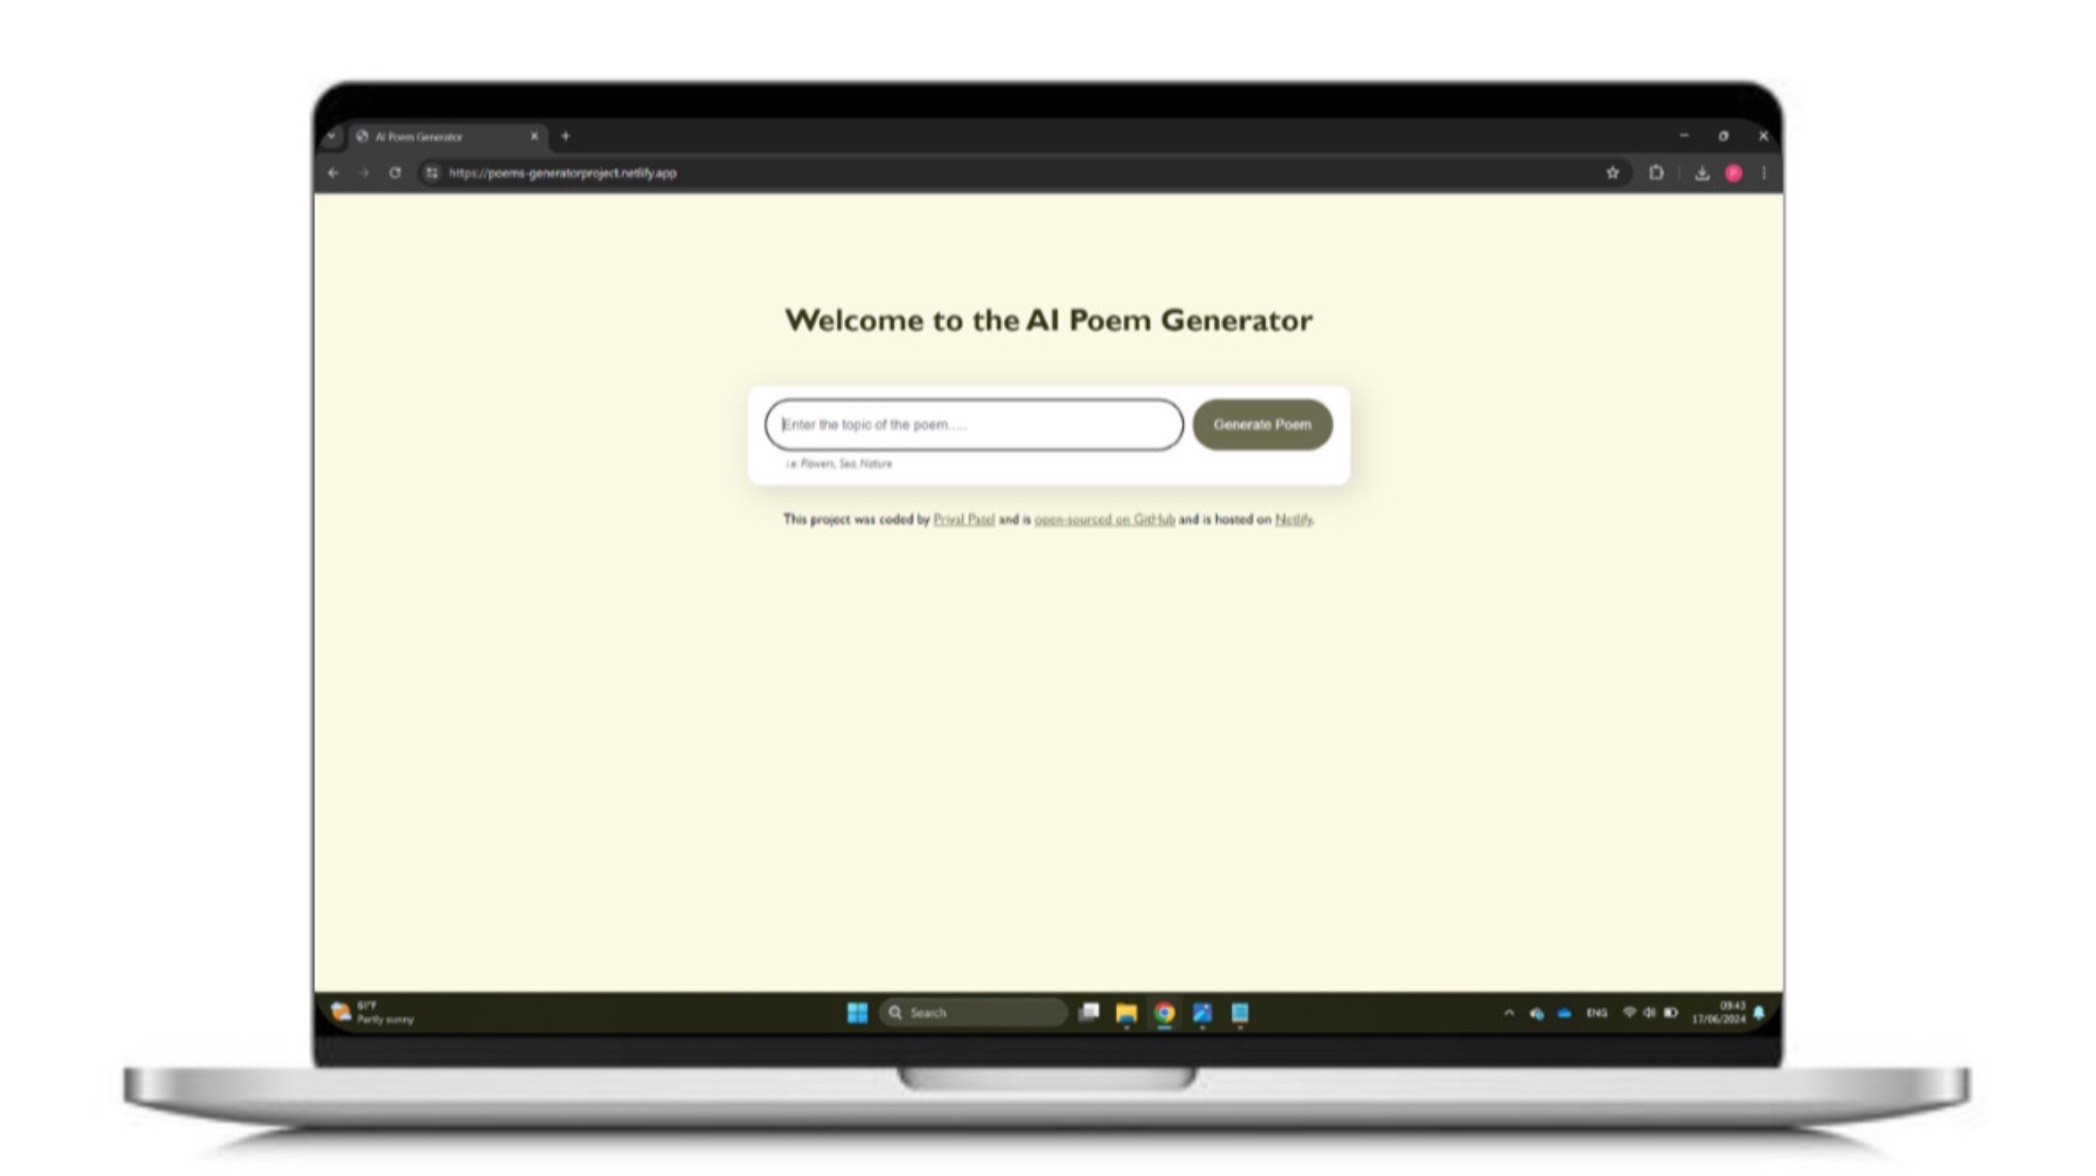 AI Poem Generator
https://poems-generatorproject.netlify.app
Welcome to the AI Poem Generator
Enter the topic of the poem.....
Generate Poem
i.e. Flowers, Sea, Nature
This project was coded by Prival Patel and is open-sourced on GitHub and is hosted on Netlify.
61°F
Partly sunny
Search
ENG
09:43
17/06/2024